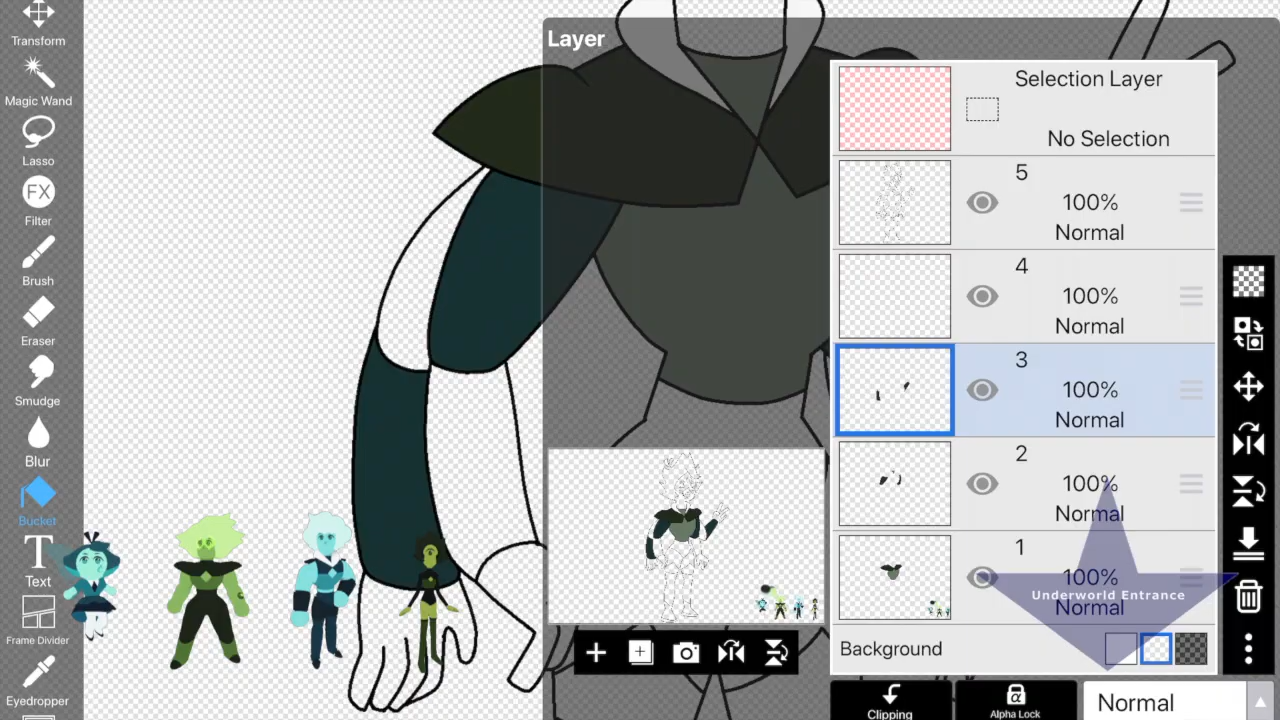 Transform
Magic Wand
Lasso
FX
Filter
Brush
Eraser
Smudge
Blur
Bucket
T
Text
Frame Divider
Eyedropper
Layer
Selection Layer
No Selection
5
100%
Normal
4
100%
Normal
3
100%
Normal
2
100%
Normal
1
100%
Underworld Entrance
Normal
Background
Clipping
α
Alpha Lock
Normal